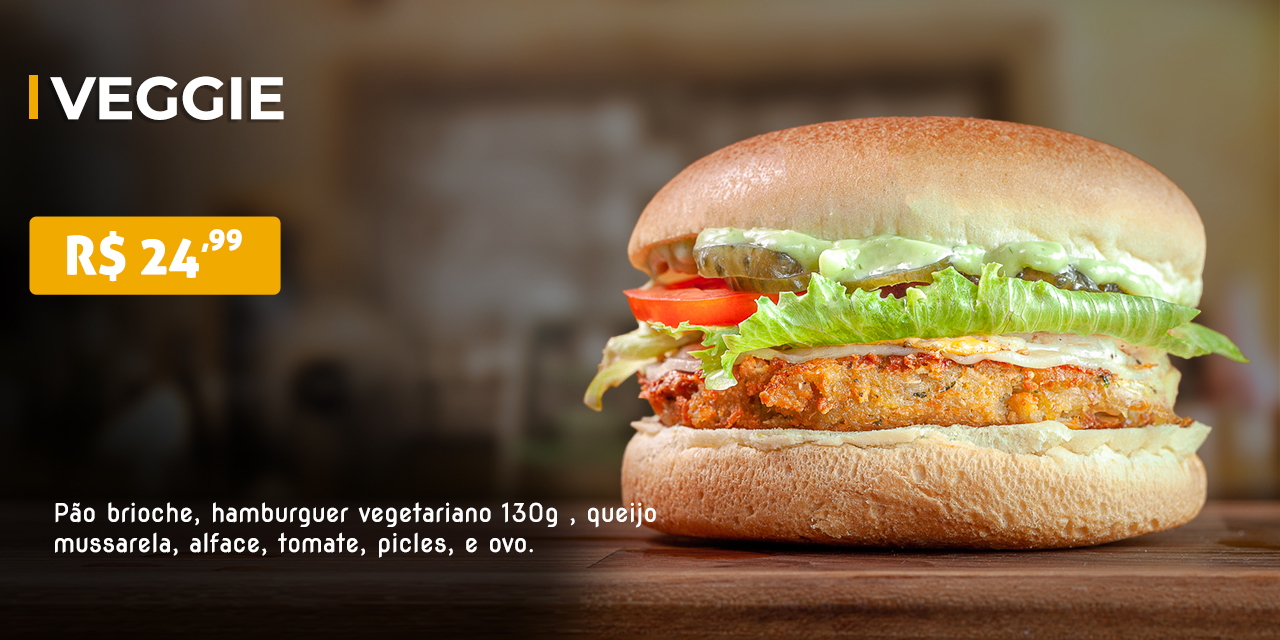 VEGGIE
R$ 24,99
Pão brioche, hamburguer vegetariano 130g , queijo
mussarela, alface, tomate, picles, e ovo.